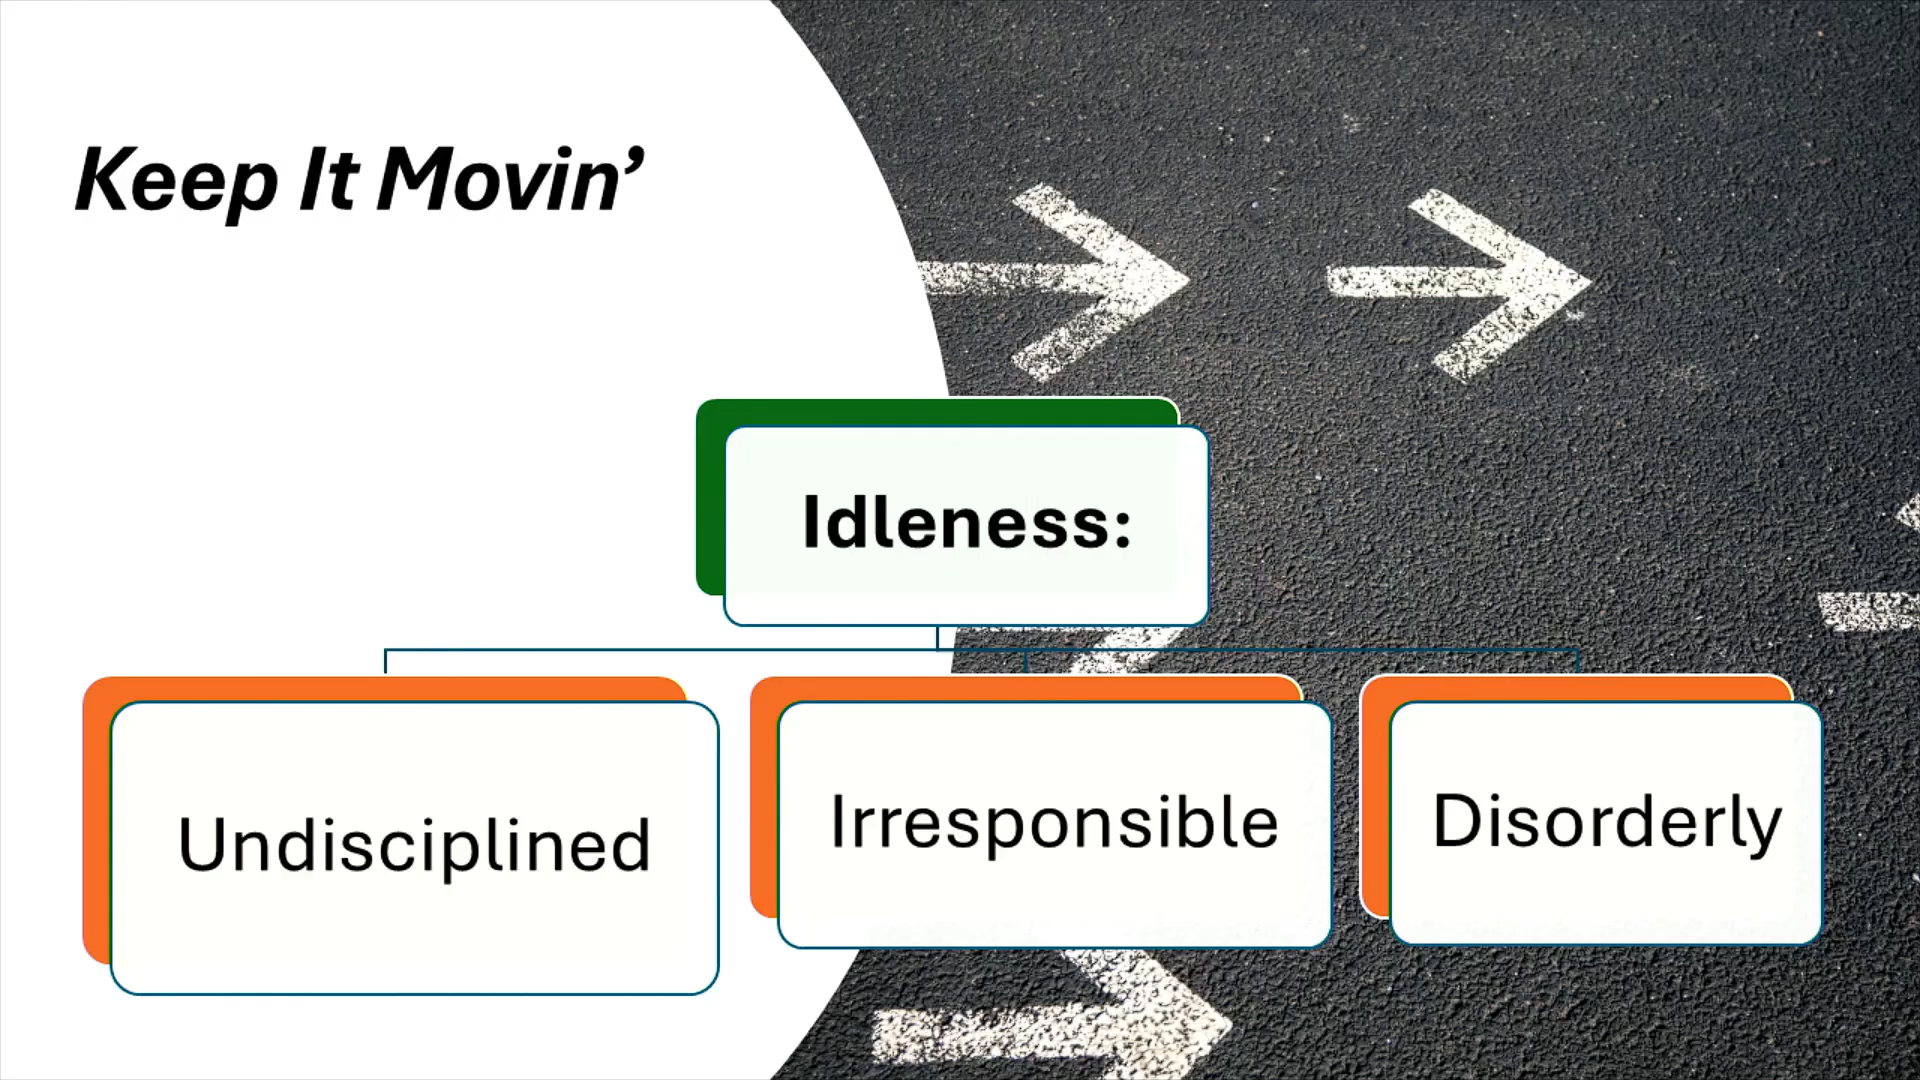 Keep It Movin’
Idleness:
Undisciplined
Irresponsible
Disorderly